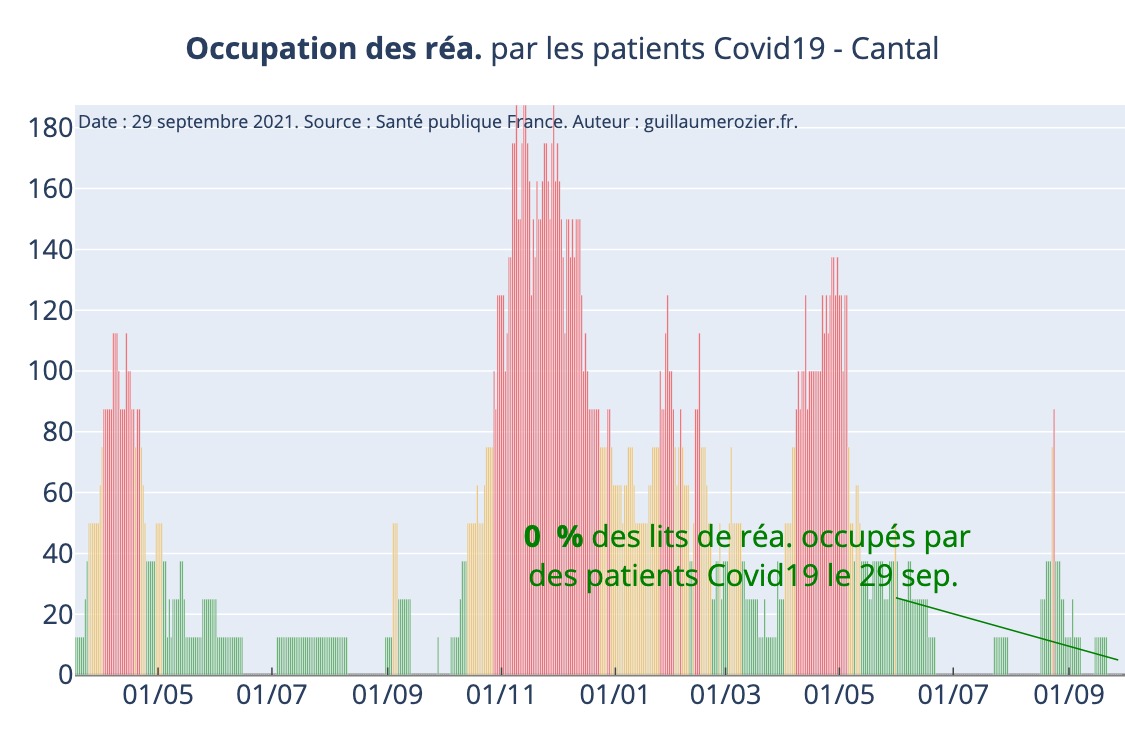 Occupation des réa. par les patients Covid19 - Cantal
Date : 29 septembre 2021. Source : Santé publique France. Auteur : guillaumerozier.fr.
180
160
140
120
100
80
60
40
20
0
0 % des lits de réa. occupés par
des patients Covid19 le 29 sep.
01/05 01/07 01/09 01/11 01/01 01/03 01/05 01/07 01/09